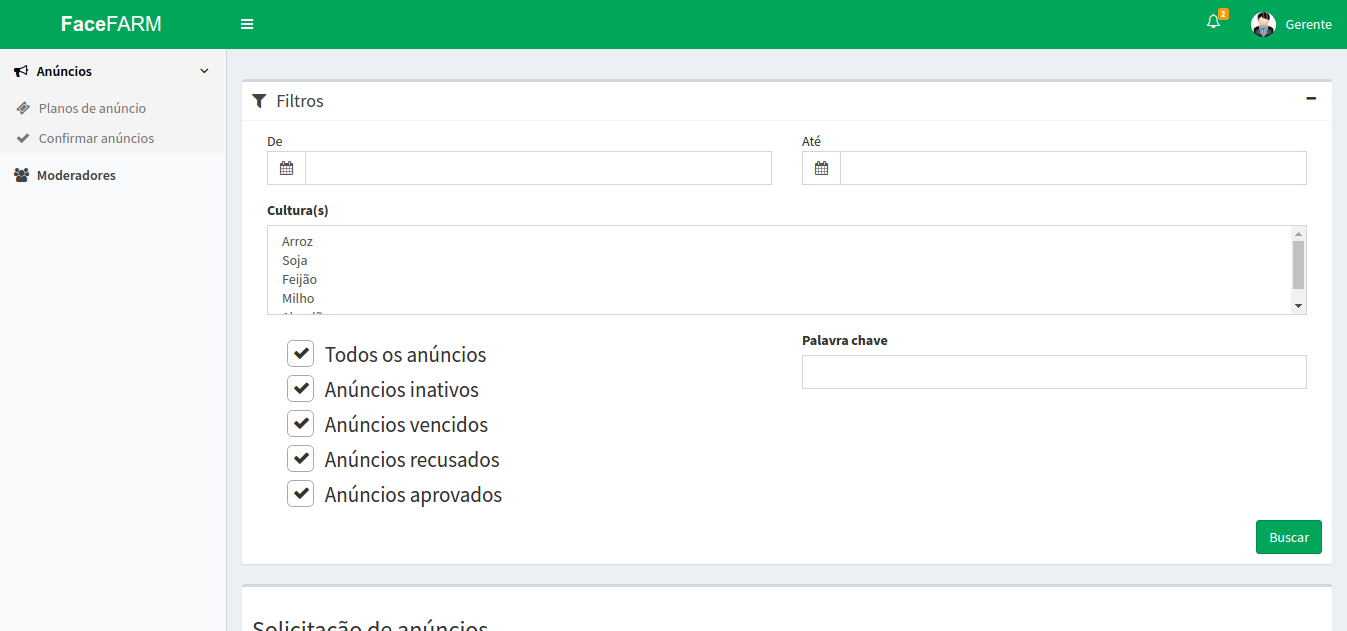 FaceFARM
2
Gerente
Anúncios
Planos de anúncio
Confirmar anúncios
Moderadores
Filtros
De
Até
Cultura(s)
Arroz
Soja
Feijão
Milho
Todos os anúncios
Anúncios inativos
Anúncios vencidos
Anúncios recusados
Anúncios aprovados
Palavra chave
Buscar
Solicitação de anúncios